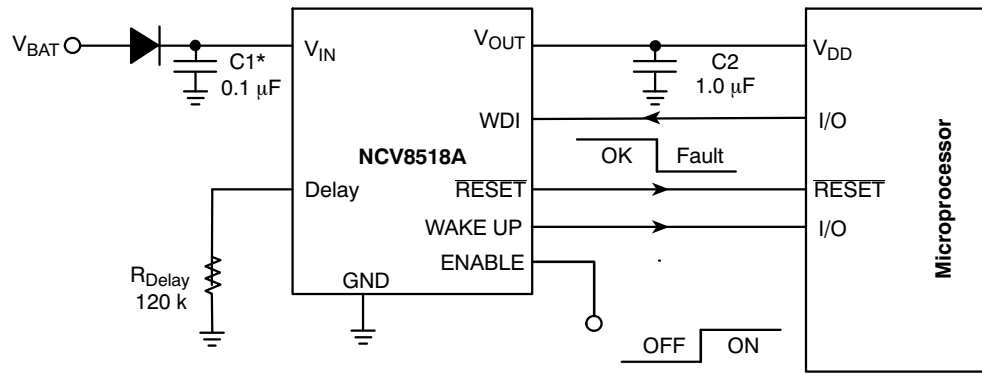 V_BAT
C1*
0.1 µF
V_IN
V_OUT
C2
1.0 µF
V_DD
WDI
I/O
OK
Fault
NCV8518A
Delay
RESET
RESET
WAKE UP
I/O
ENABLE
R_Delay
120 k
GND
OFF
ON
Microprocessor